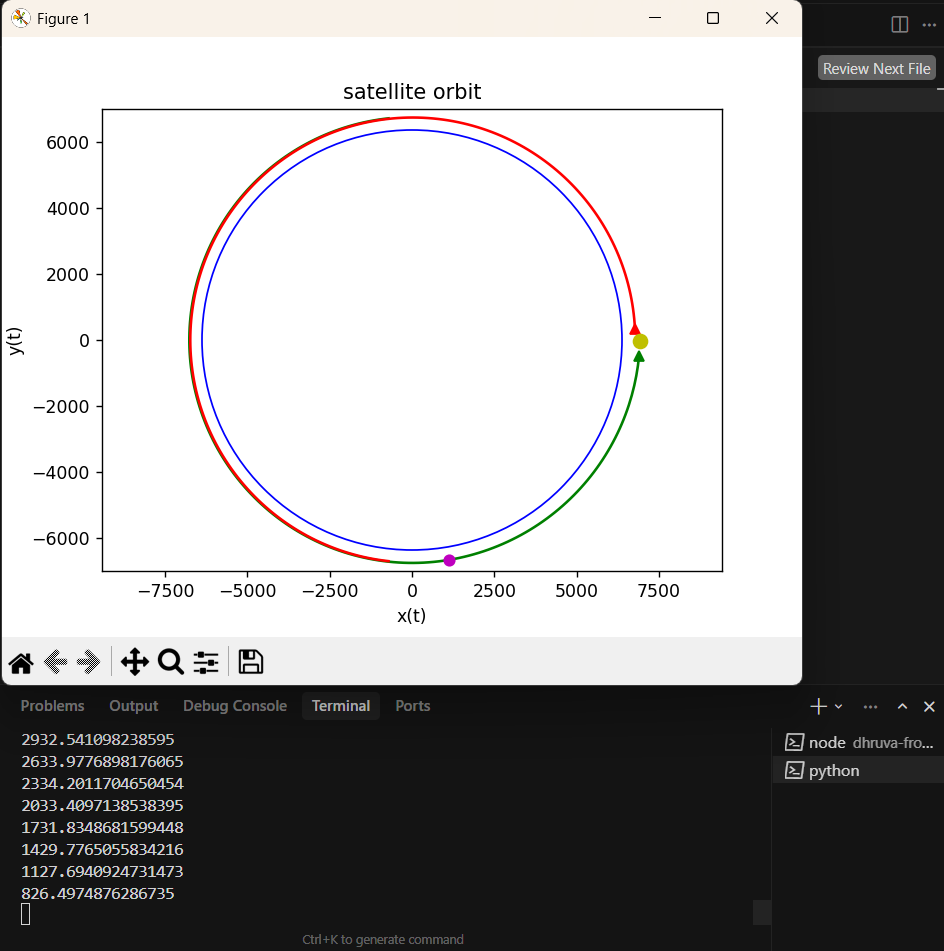 Figure 1
Review Next File
satellite orbit
6000
4000
2000
0
−2000
−4000
−6000
y(t)
−7500 −5000 −2500 0 2500 5000 7500
x(t)
Problems Output Debug Console Terminal Ports
2932.541098238595
2633.9776898176065
2334.2011704650454
2033.4097138538395
1731.8348681599448
1429.7765055834216
1127.6940924731473
826.4974876286735
node dhruva-fro...
python
Ctrl+K to generate command